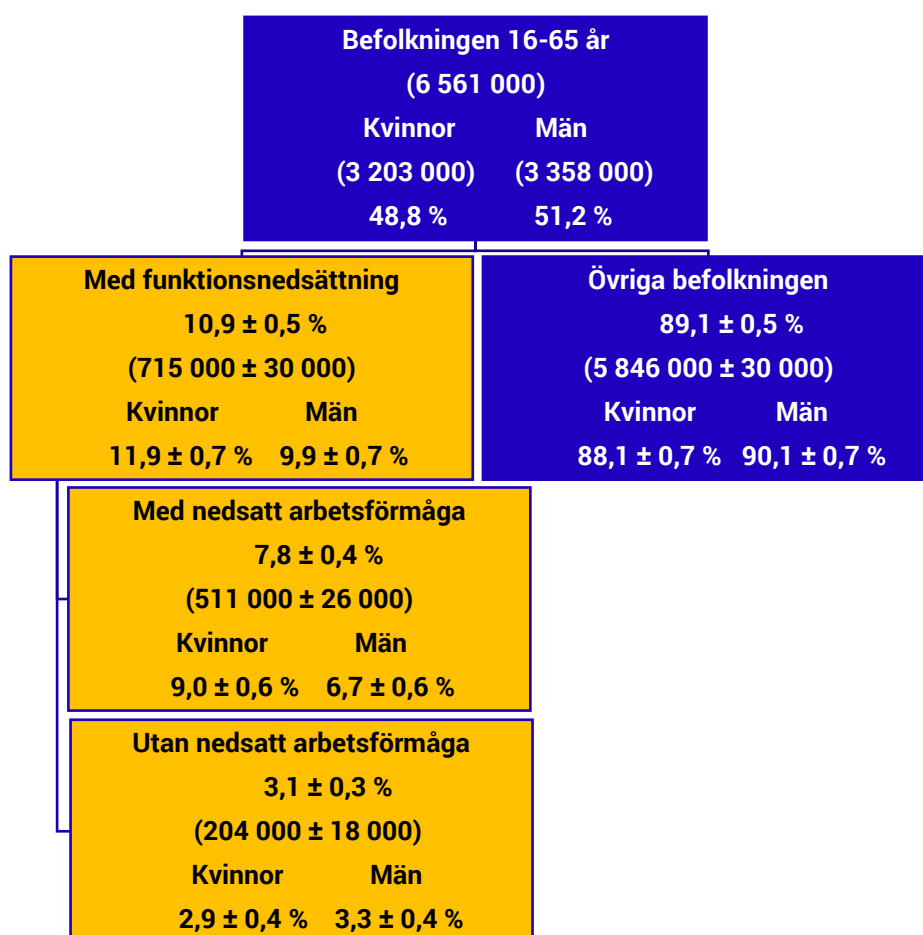 Befolkningen 16-65 år
(6 561 000)
Kvinnor Män
(3 203 000) (3 358 000)
48,8 % 51,2 %
Med funktionsnedsättning
10,9 ± 0,5 %
(715 000 ± 30 000)
Kvinnor Män
11,9 ± 0,7 % 9,9 ± 0,7 %
Övriga befolkningen
89,1 ± 0,5 %
(5 846 000 ± 30 000)
Kvinnor Män
88,1 ± 0,7 % 90,1 ± 0,7 %
Med nedsatt arbetsförmåga
7,8 ± 0,4 %
(511 000 ± 26 000)
Kvinnor Män
9,0 ± 0,6 % 6,7 ± 0,6 %
Utan nedsatt arbetsförmåga
3,1 ± 0,3 %
(204 000 ± 18 000)
Kvinnor Män
2,9 ± 0,4 % 3,3 ± 0,4 %